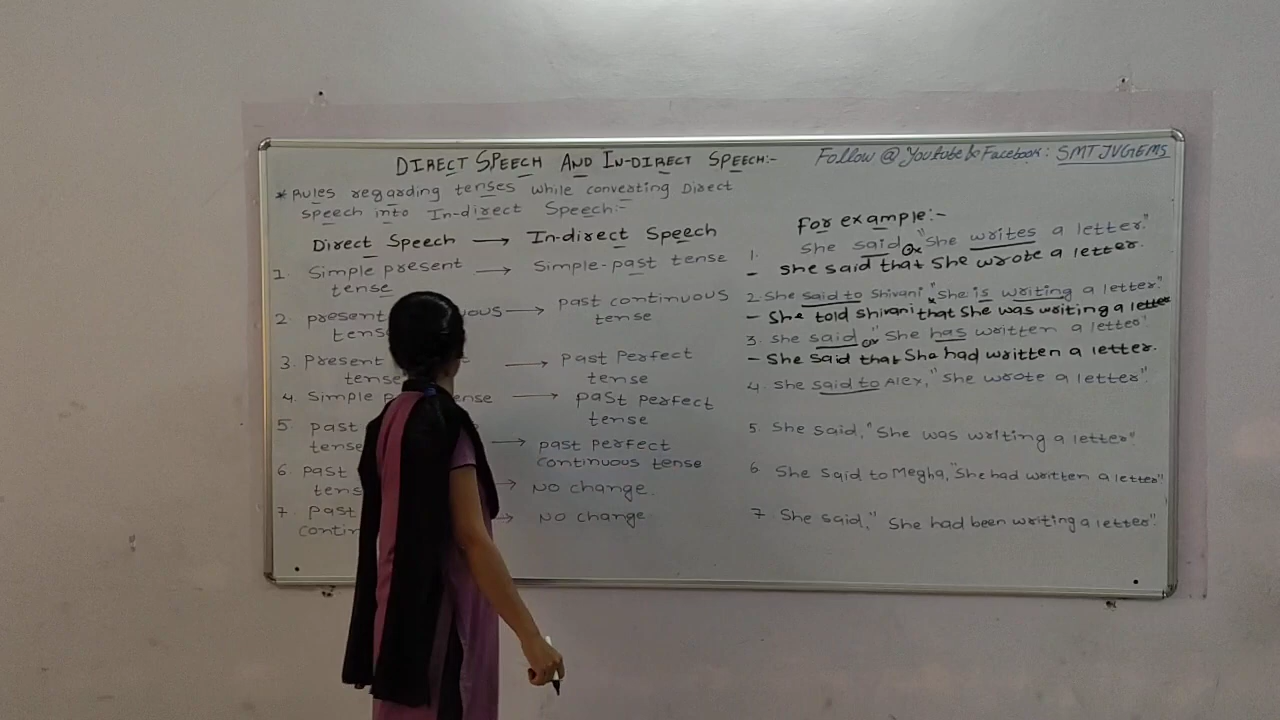 DIRECT SPEECH AND IN-DIRECT SPEECH:-
Follow @ Youtube & Facebook: SMTJVGEMS
* Rules regarding tenses while converting Direct
speech into In-direct Speech:-
Direct Speech → In-direct Speech
1. Simple present → Simple-past tense
tense
2. present → past continuous
tense
3. Present → Past Perfect
tense tense
4. Simple → past perfect
tense
5. past → past perfect
tense continuous tense
6. past → No change.
7. past → No change
For example:-
1. She said "She writes a letter."
- She said that She wrote a letter.
2. She said to Shivani "She is writing a letter."
- She told Shivani that She was writing a letter
3. She said "She has written a letter"
- She said that She had written a letter.
4. She said to Alex, "She wrote a letter".
5. She said, "She was writing a letter"
6. She said to Megha, "She had written a letter"
7. She said, " She had been writing a letter".